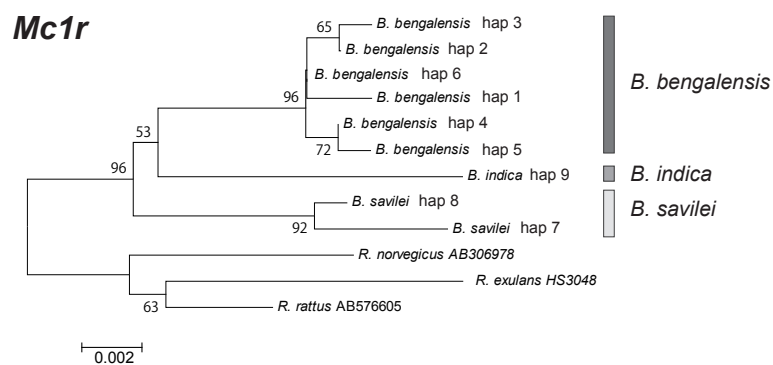 Mc1r
65
B. bengalensis hap 3
B. bengalensis hap 2
B. bengalensis hap 6
96
B. bengalensis hap 1
B. bengalensis hap 4
72
B. bengalensis hap 5
B. bengalensis
53
96
B. indica hap 9
B. indica
B. savilei hap 8
92
B. savilei hap 7
B. savilei
R. norvegicus AB306978
R. exulans HS3048
63
R. rattus AB576605
0.002